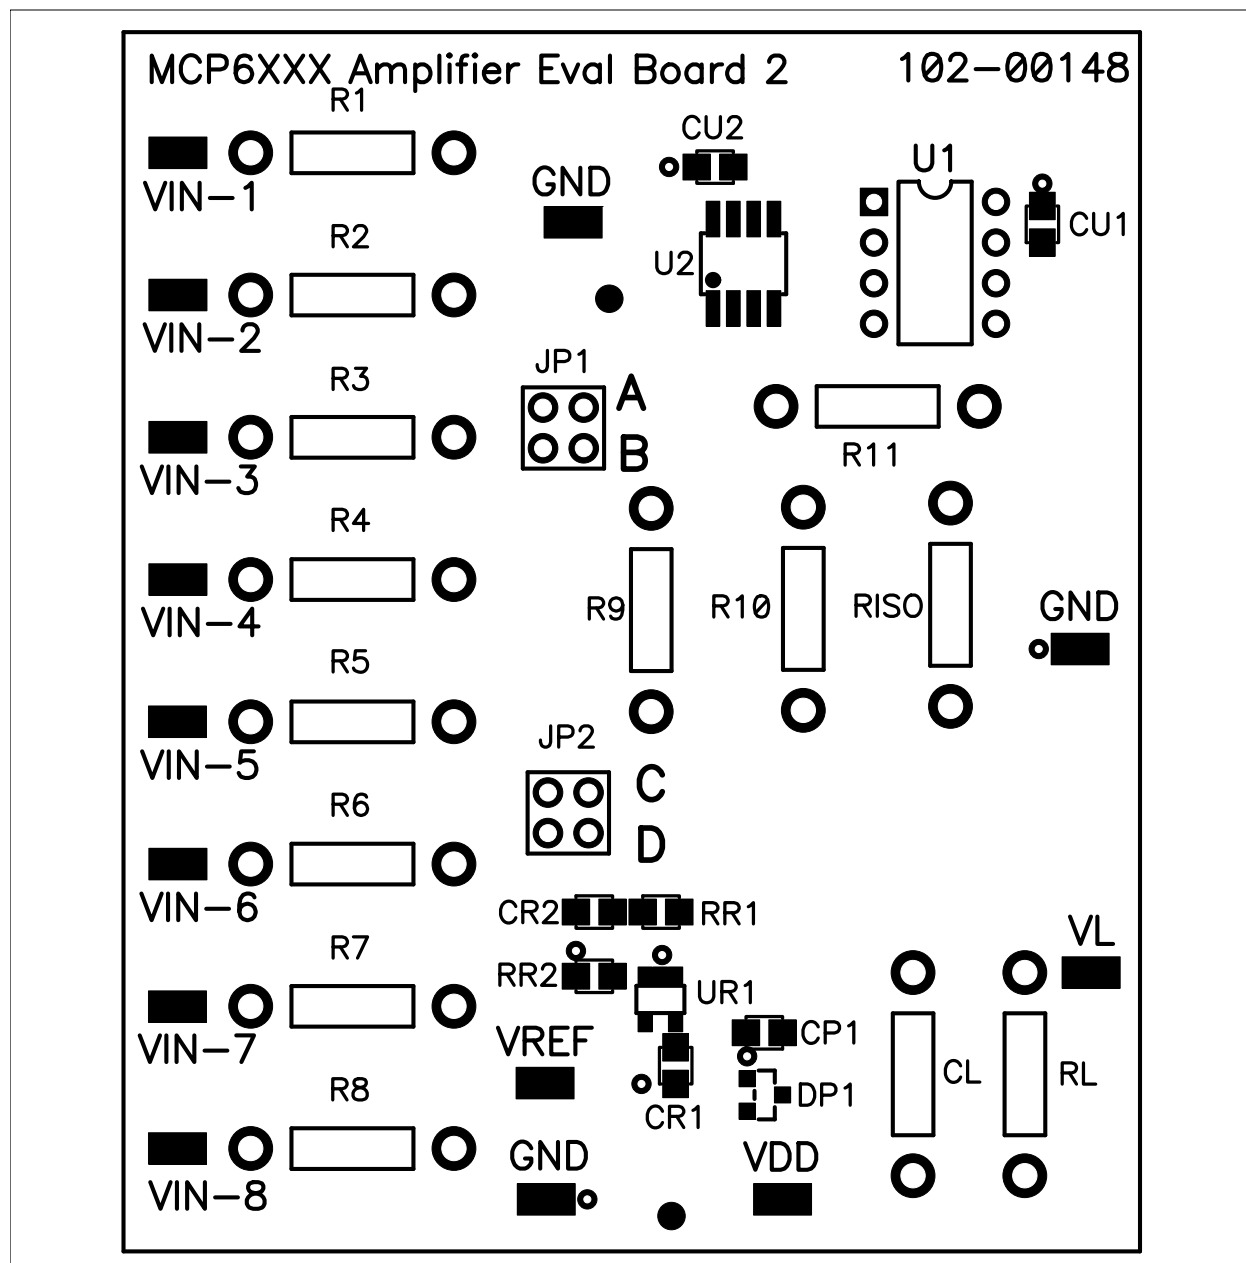 MCP6XXX Amplifier Eval Board 2
102-00148
R1
VIN-1
GND
CU2
U1
CU1
U2
R2
VIN-2
R3
VIN-3
JP1
A
B
R11
R4
VIN-4
R9
R10
RISO
GND
R5
VIN-5
JP2
C
D
R6
VIN-6
CR2
RR1
R7
VIN-7
RR2
UR1
VL
VREF
CP1
CR1
DP1
CL
RL
R8
VIN-8
GND
VDD